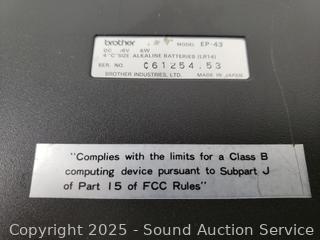 brother MODEL EP-43
DC 6V 6W
4 "C" SIZE ALKALINE BATTERIES (LR14)
SER. NO. C61254.53
BROTHER INDUSTRIES, LTD. MADE IN JAPAN
"Complies with the limits for a Class B
computing device pursuant to Subpart J
of Part 15 of FCC Rules"
Copyright 2025 - Sound Auction Service